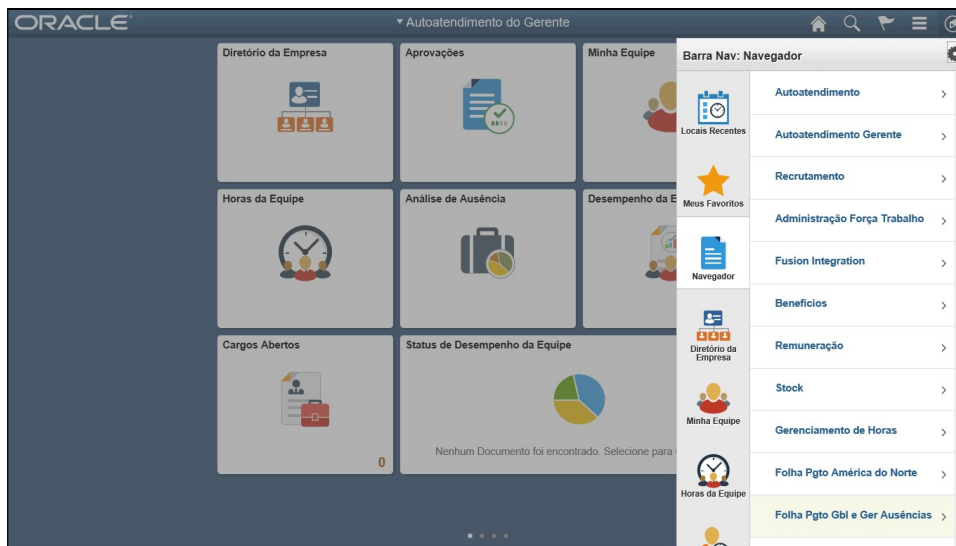 ORACLE
Autoatendimento do Gerente
Diretório da Empresa
Aprovações
Minha Equipe
Horas da Equipe
Análise de Ausência
Desempenho da E
Cargos Abertos
0
Status de Desempenho da Equipe
Nenhum Documento foi encontrado. Selecione para
Barra Nav: Navegador
Locais Recentes
Meus Favoritos
Navegador
Diretório da
Empresa
Minha Equipe
Horas da Equipe
Autoatendimento
Autoatendimento Gerente
Recrutamento
Administração Força Trabalho
Fusion Integration
Benefícios
Remuneração
Stock
Gerenciamento de Horas
Folha Pgto América do Norte
Folha Pgto Gbl e Ger Ausências